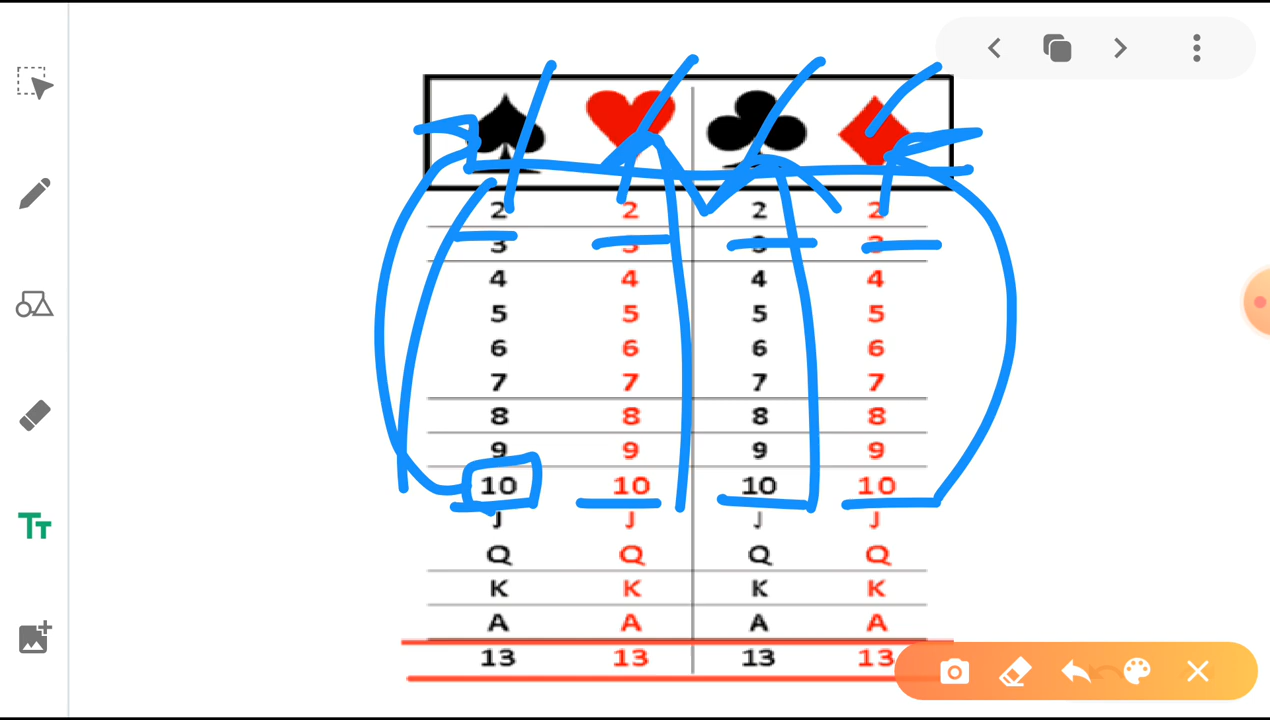 2 2 2 2
3 3 3 3
4 4 4 4
5 5 5 5
6 6 6 6
7 7 7 7
8 8 8 8
9 9 9 9
10 10 10 10
J J J J
Q Q Q Q
K K K K
A A A A
13 13 13 13
Tт